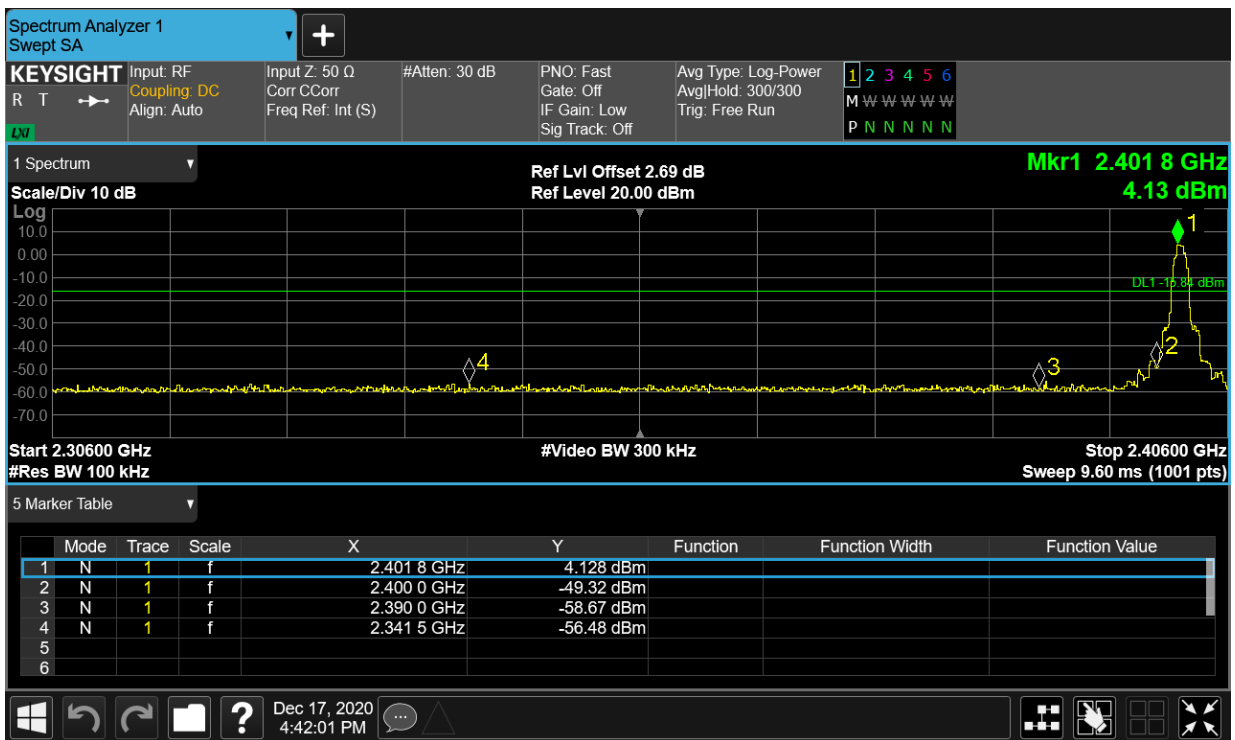 Spectrum Analyzer 1
Swept SA
+
KEYSIGHT
R T
LXI
Input: RF
Coupling: DC
Align: Auto
Input Z: 50 Ω
Corr CCorr
Freq Ref: Int (S)
#Atten: 30 dB
PNO: Fast
Gate: Off
IF Gain: Low
Sig Track: Off
Avg Type: Log-Power
Avg|Hold: 300/300
Trig: Free Run
1 2 3 4 5 6
M W W W W W
P N N N N N
1 Spectrum
Scale/Div 10 dB
Ref Lvl Offset 2.69 dB
Ref Level 20.00 dBm
Mkr1 2.401 8 GHz
4.13 dBm
Log
10.0
0.00
-10.0
-20.0
-30.0
-40.0
-50.0
-60.0
-70.0
1
DL1 -15.84 dBm
2
3
4
Start 2.30600 GHz
#Res BW 100 kHz
#Video BW 300 kHz
Stop 2.40600 GHz
Sweep 9.60 ms (1001 pts)
5 Marker Table
Mode Trace Scale X Y Function Function Width Function Value
1 N 1 f 2.401 8 GHz 4.128 dBm
2 N 1 f 2.400 0 GHz -49.32 dBm
3 N 1 f 2.390 0 GHz -58.67 dBm
4 N 1 f 2.341 5 GHz -56.48 dBm
5
6
?
Dec 17, 2020
4:42:01 PM